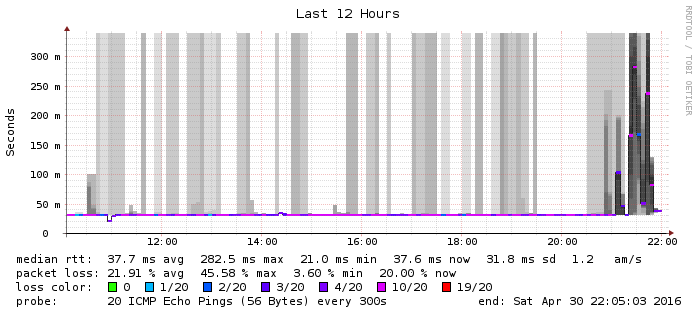 Last 12 Hours
RRDTOOL / TOBI OETIKER
Seconds
300 m
250 m
200 m
150 m
100 m
50 m
0
12:00 14:00 16:00 18:00 20:00 22:00
median rtt: 37.7 ms avg 282.5 ms max 21.0 ms min 37.6 ms now 31.8 ms sd 1.2 am/s
packet loss: 21.91 % avg 45.58 % max 3.60 % min 20.00 % now
loss color: 0 1/20 2/20 3/20 4/20 10/20 19/20
probe: 20 ICMP Echo Pings (56 Bytes) every 300s end: Sat Apr 30 22:05:03 2016